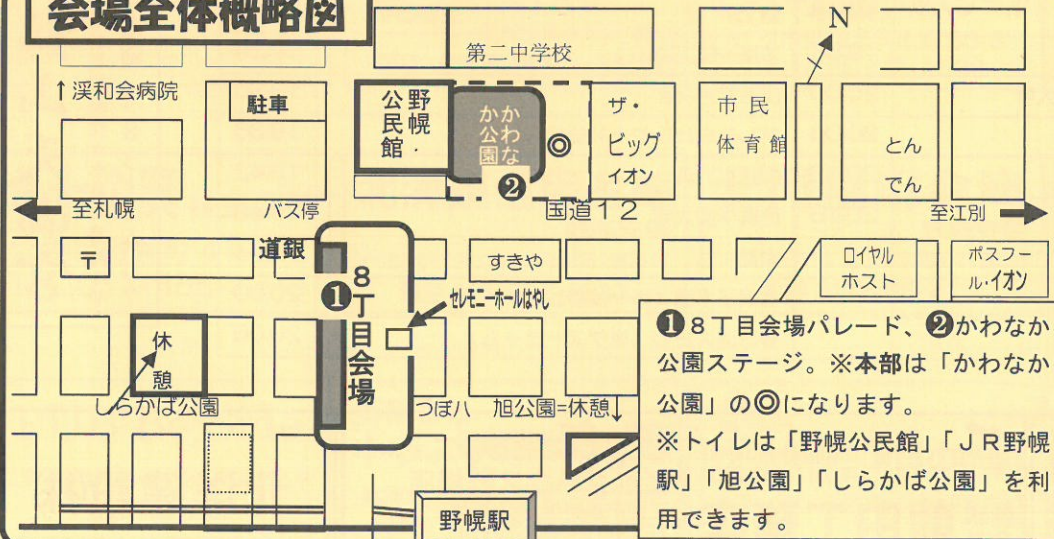 会場全体概略図
N
第二中学校
↑渓和会病院
駐車
野幌・
公民館
かわな
か公園
◎
ザ・
ビッグ
イオン
市民
体育館
とん
でん
❷
至札幌
バス停
国道12
至江別
〒
道銀
❶
8丁目会場
すきや
セレモニーホールはやし
ロイヤル
ホスト
ポスフー
ル・イオン
休
憩
しらかば公園
つぼ八
旭公園=休憩↓
野幌駅
❶8丁目会場パレード、❷かわなか
公園ステージ。※本部は「かわなか
公園」の◎になります。
※トイレは「野幌公民館」「JR野幌
駅」「旭公園」「しらかば公園」を利
用できます。